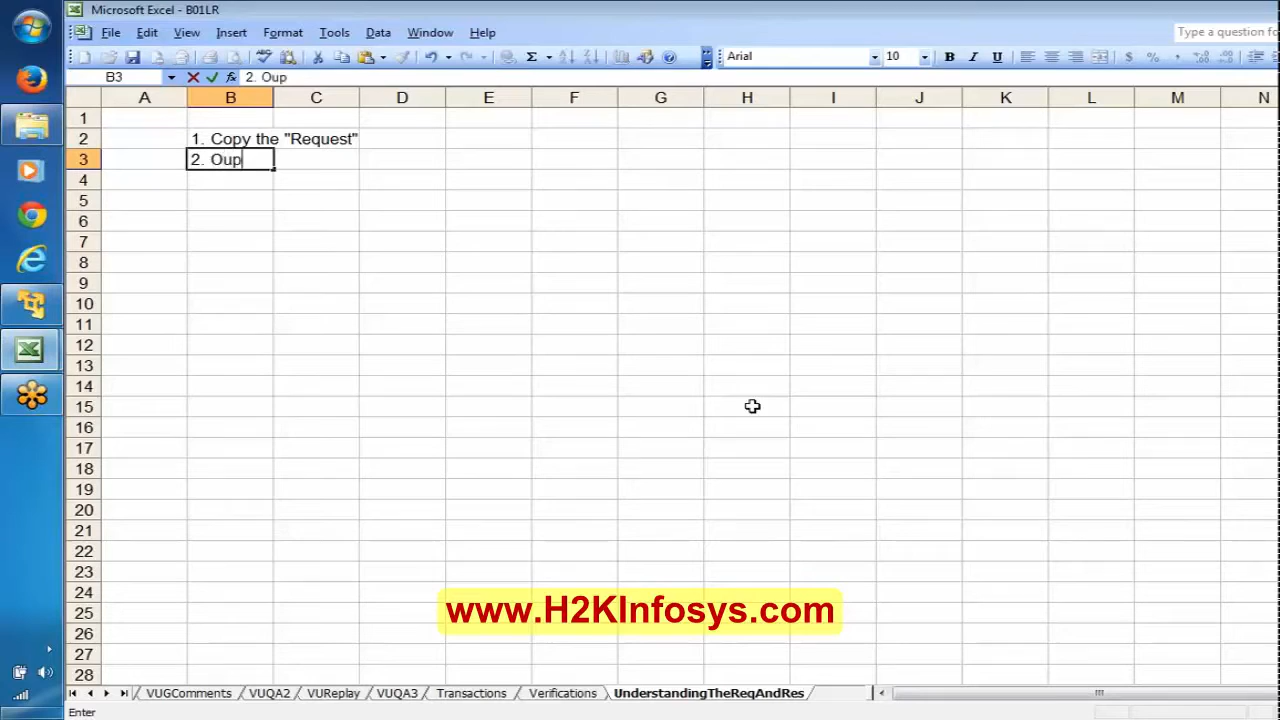 Microsoft Excel - B01LR
File Edit View Insert Format Tools Data Window Help
Type a question fo
Arial 10 B I U $ %
B3 fx 2. Oup
A B C D E F G H I J K L M N
1
2 1. Copy the "Request"
3 2. Oup
4
5
6
7
8
9
10
11
12
13
14
15
16
17
18
19
20
21
22
23
24
www.H2KInfosys.com
25
26
27
28
VUGComments VUQA2 VUReplay VUQA3 Transactions Verifications UnderstandingTheReqAndRes
Enter